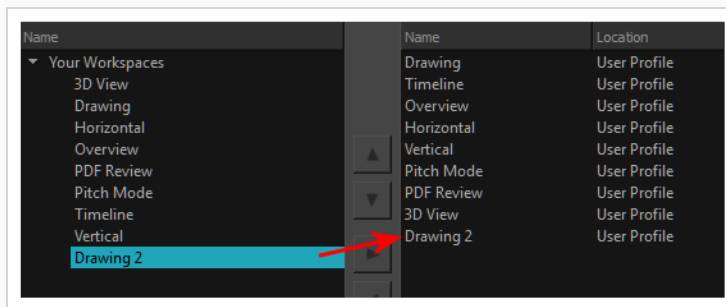 Name
Your Workspaces
3D View
Drawing
Horizontal
Overview
PDF Review
Pitch Mode
Timeline
Vertical
Drawing 2
Name Location
Drawing User Profile
Timeline User Profile
Overview User Profile
Horizontal User Profile
Vertical User Profile
Pitch Mode User Profile
PDF Review User Profile
3D View User Profile
Drawing 2 User Profile